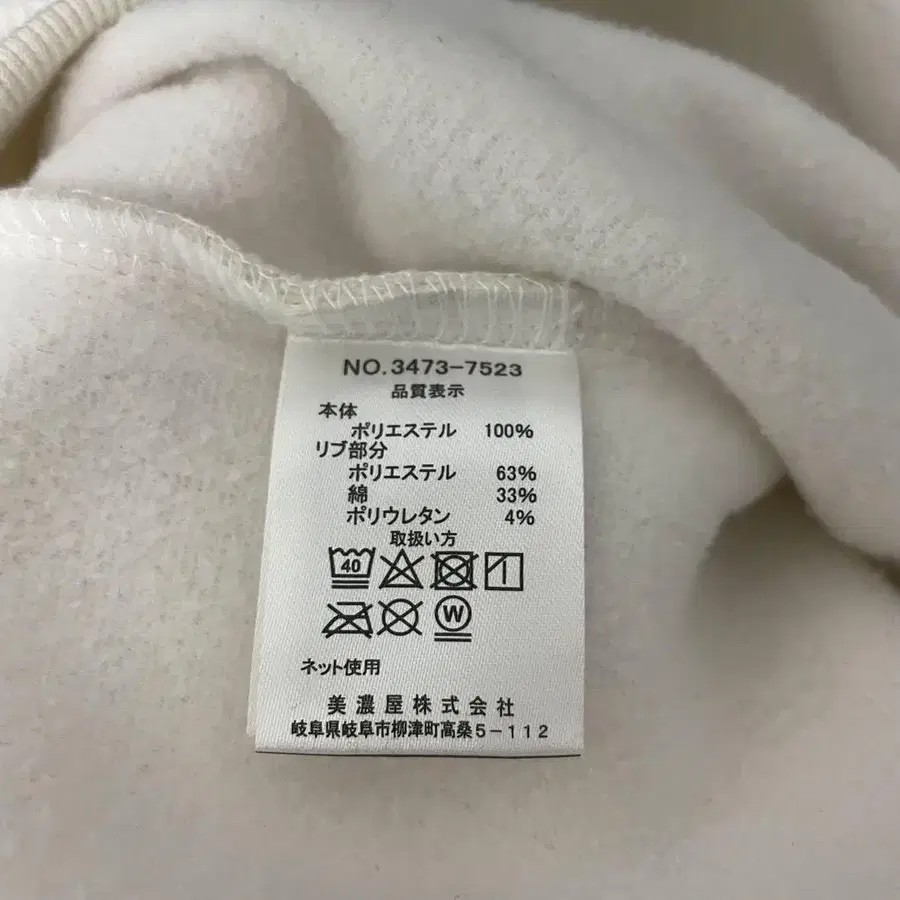 NO.3473-7523
品質表示
本体
ポリエステル 100%
リブ部分
ポリエステル 63%
綿 33%
ポリウレタン 4%
取扱い方
40
W
ネット使用
美濃屋株式会社
岐阜県岐阜市柳津町高桑5-112